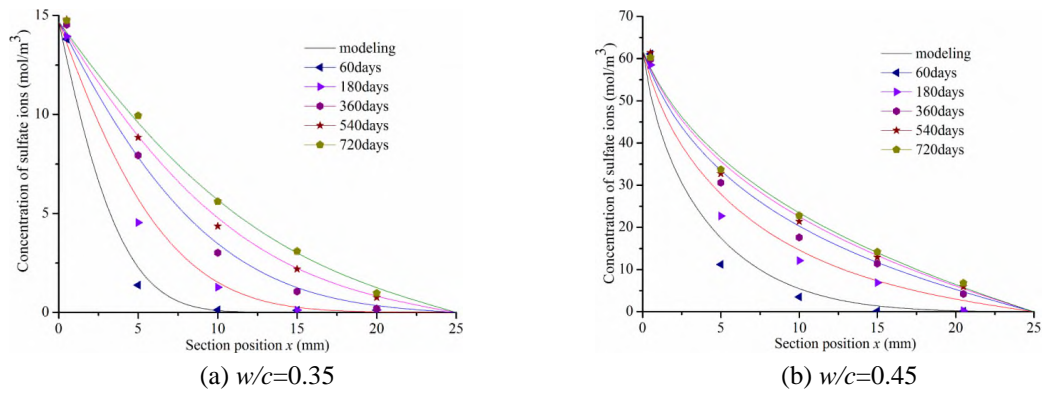 Concentration of sulfate ions (mol/m³)
15
10
5
0
0 5 10 15 20 25
Section position x (mm)
modeling
60days
180days
360days
540days
720days
(a) w/c=0.35
Concentration of sulfate ions (mol/m³)
70
60
50
40
30
20
10
0
0 5 10 15 20 25
Section position x (mm)
modeling
60days
180days
360days
540days
720days
(b) w/c=0.45